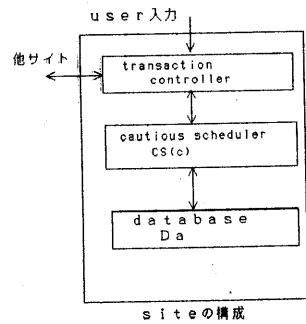 user入力
他サイト
transaction
controller
cautious scheduler
CS(c)
database
Da
siteの構成